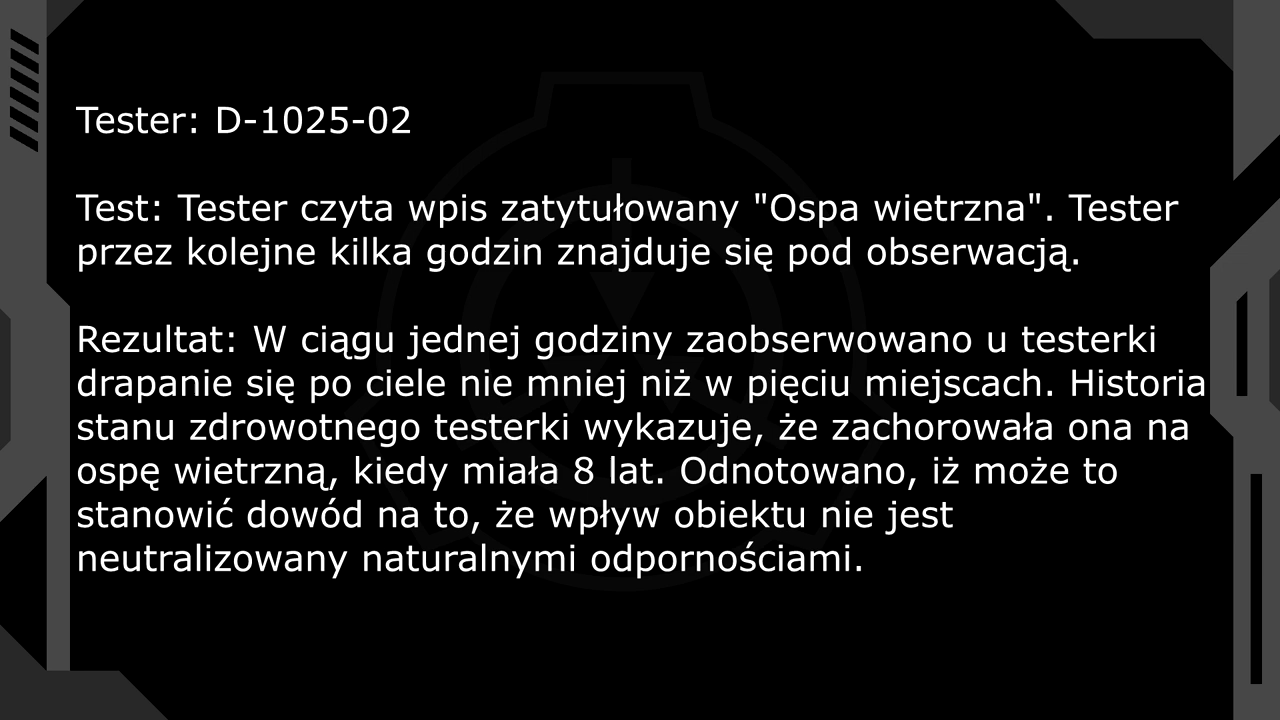 Tester: D-1025-02
Test: Tester czyta wpis zatytułowany "Ospa wietrzna". Tester
przez kolejne kilka godzin znajduje się pod obserwacją.
Rezultat: W ciągu jednej godziny zaobserwowano u testerki
drapanie się po ciele nie mniej niż w pięciu miejscach. Historia
stanu zdrowotnego testerki wykazuje, że zachorowała ona na
ospę wietrzną, kiedy miała 8 lat. Odnotowano, iż może to
stanowić dowód na to, że wpływ obiektu nie jest
neutralizowany naturalnymi odpornościami.